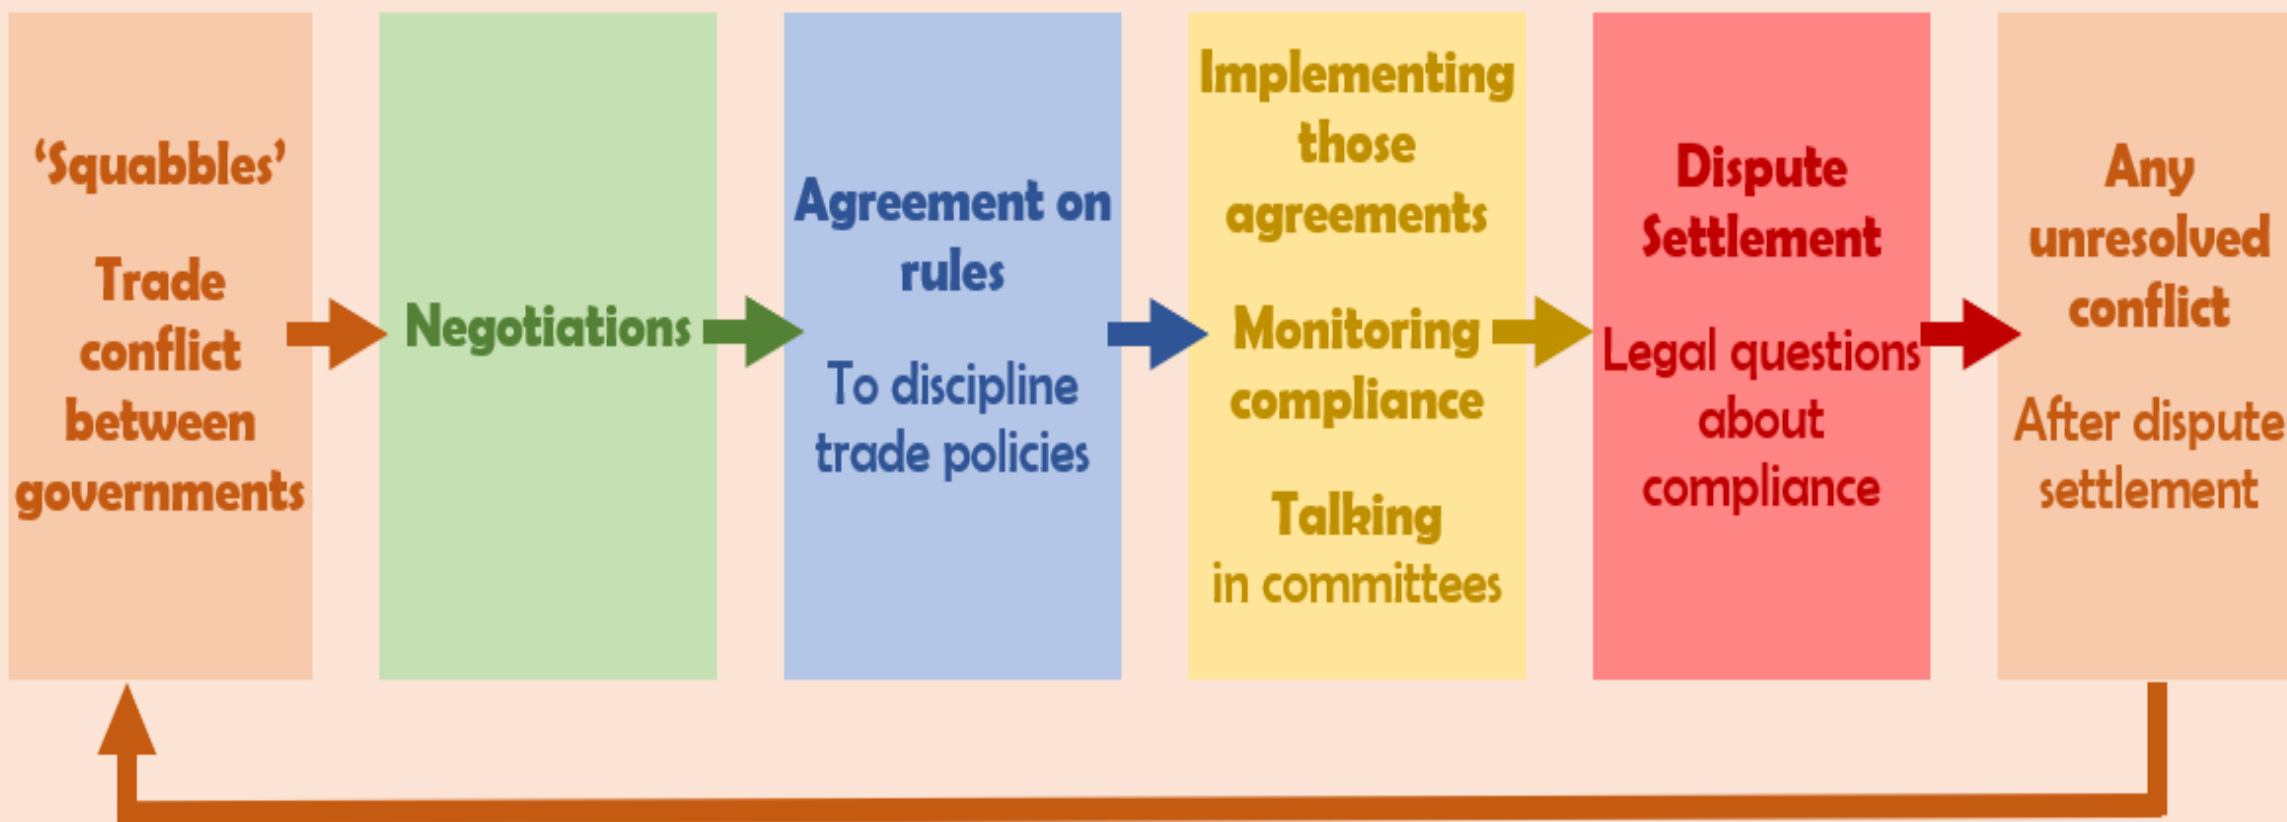 ‘Squabbles’
Trade
conflict
between
governments
Negotiations
Agreement on
rules
To discipline
trade policies
Implementing
those
agreements
Monitoring
compliance
Talking
in committees
Dispute
Settlement
Legal questions
about
compliance
Any
unresolved
conflict
After dispute
settlement